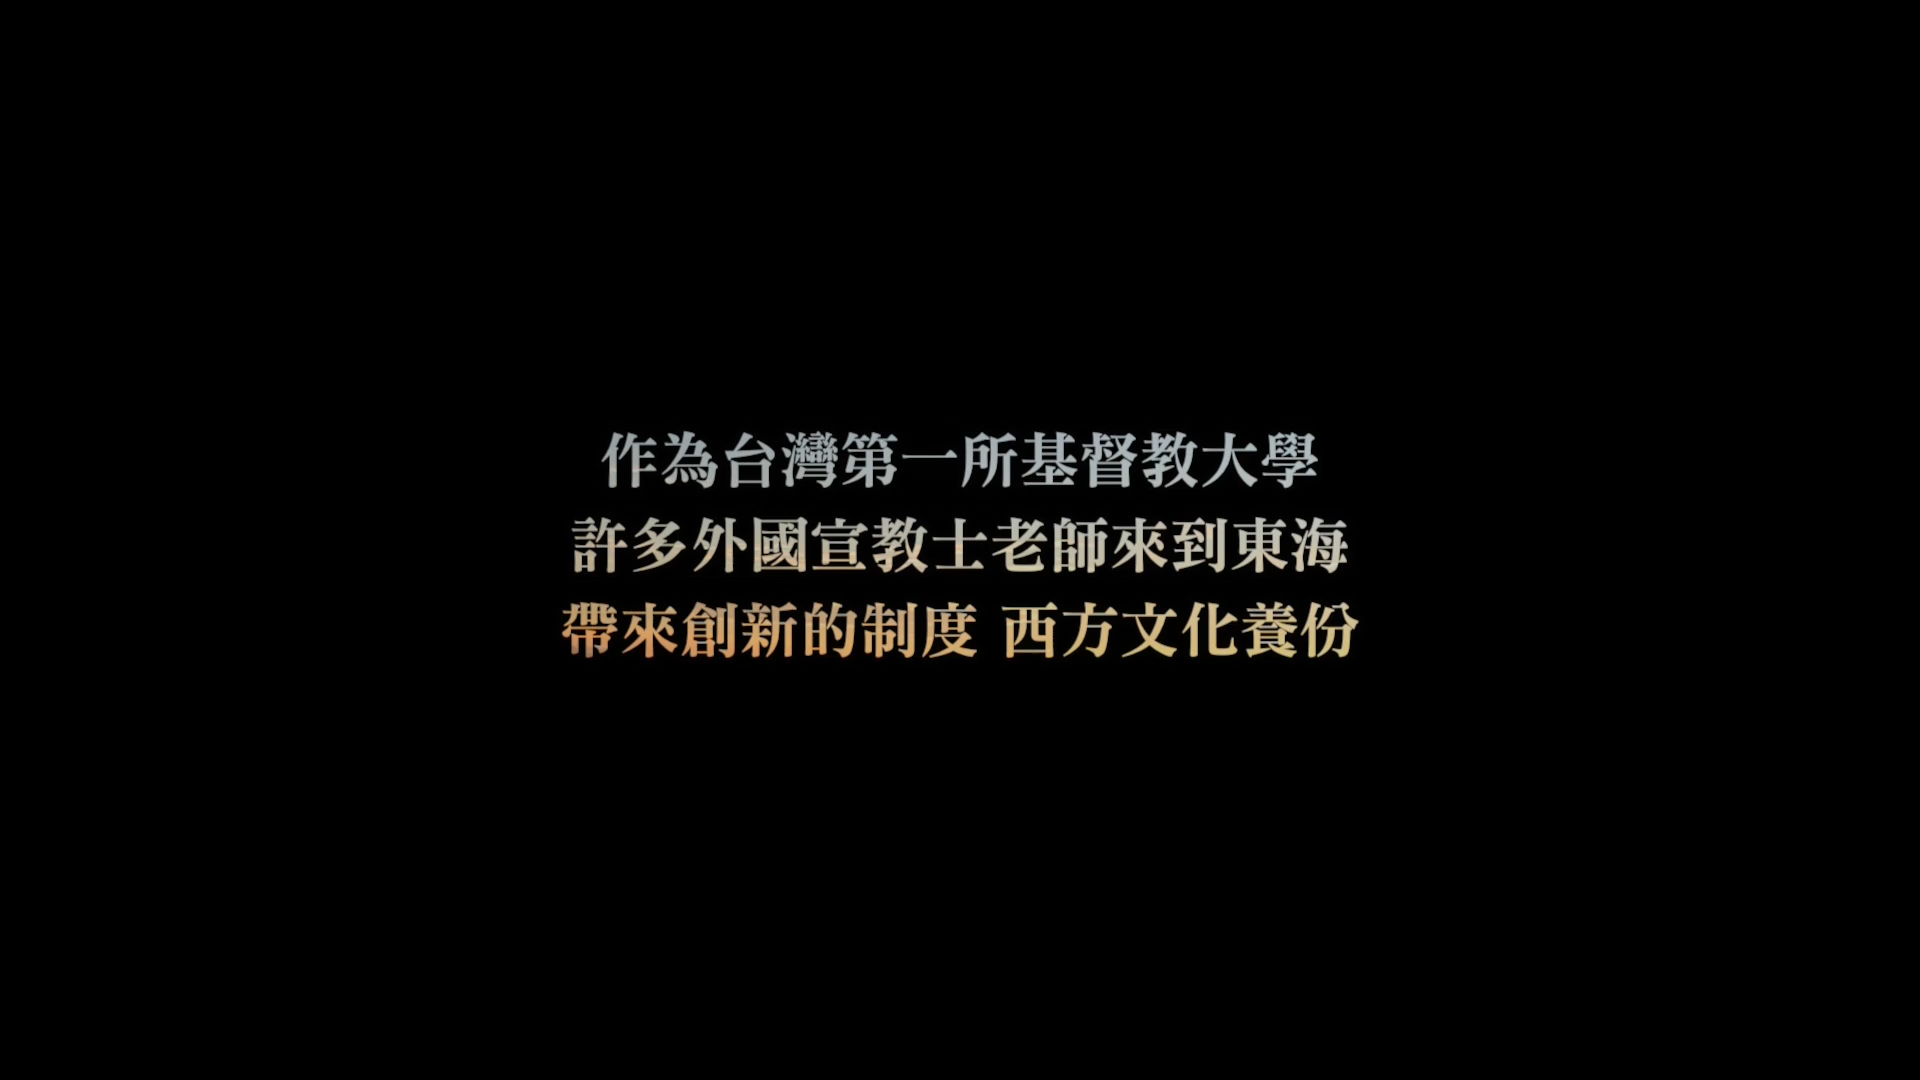 作為台灣第一所基督教大學
許多外國宣教士老師來到東海
帶來創新的制度 西方文化養份